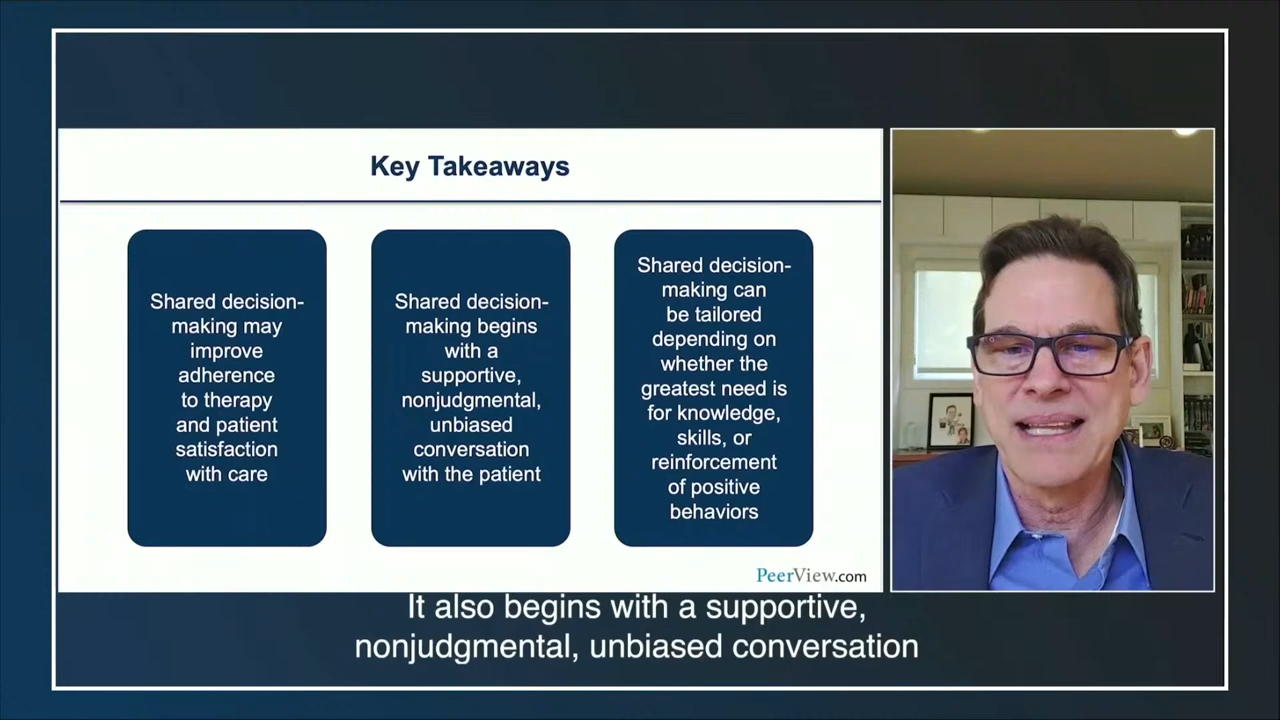 Key Takeaways
Shared decision-
making may
improve
adherence
to therapy
and patient
satisfaction
with care
Shared decision-
making begins
with a
supportive,
nonjudgmental,
unbiased
conversation
with the patient
Shared decision-
making can
be tailored
depending on
whether the
greatest need is
for knowledge,
skills, or
reinforcement
of positive
behaviors
PeerView.com
It also begins with a supportive,
nonjudgmental, unbiased conversation